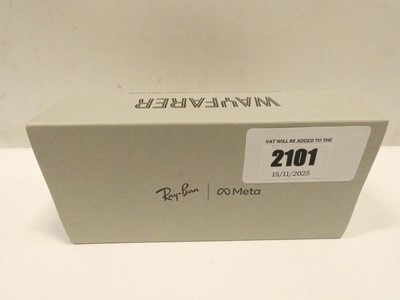 WAYFARER
VAT WILL BE ADDED TO THE
2101
15/11/2025
Ray-Ban | Meta